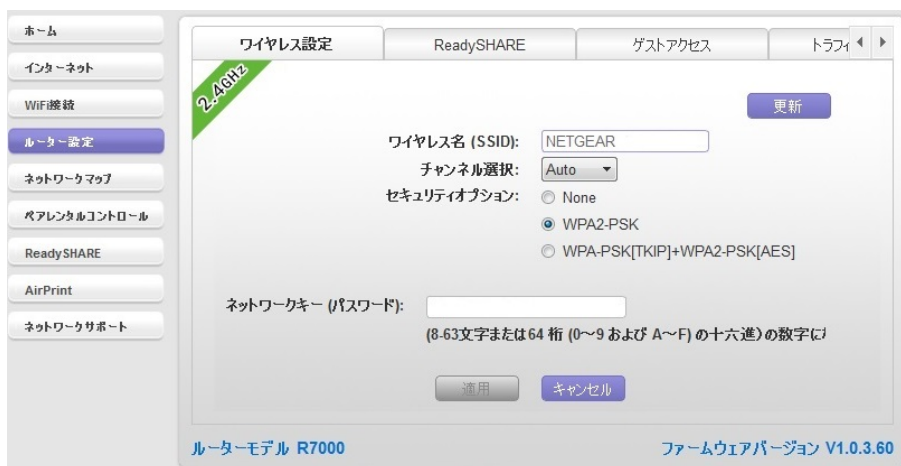 ホーム
インターネット
WiFi接続
ルーター設定
ネットワークマップ
ペアレンタルコントロール
ReadySHARE
AirPrint
ネットワークサポート
ワイヤレス設定
ReadySHARE
ゲストアクセス
トラフィ
2.4GHz
更新
ワイヤレス名 (SSID): NETGEAR
チャンネル選択: Auto
セキュリティオプション: None
WPA2-PSK
WPA-PSK[TKIP]+WPA2-PSK[AES]
ネットワークキー (パスワード):
(8-63文字または64 桁 (0〜9 および A〜F) の十六進)の数字に
適用
キャンセル
ルーターモデル R7000
ファームウェアバージョン V1.0.3.60